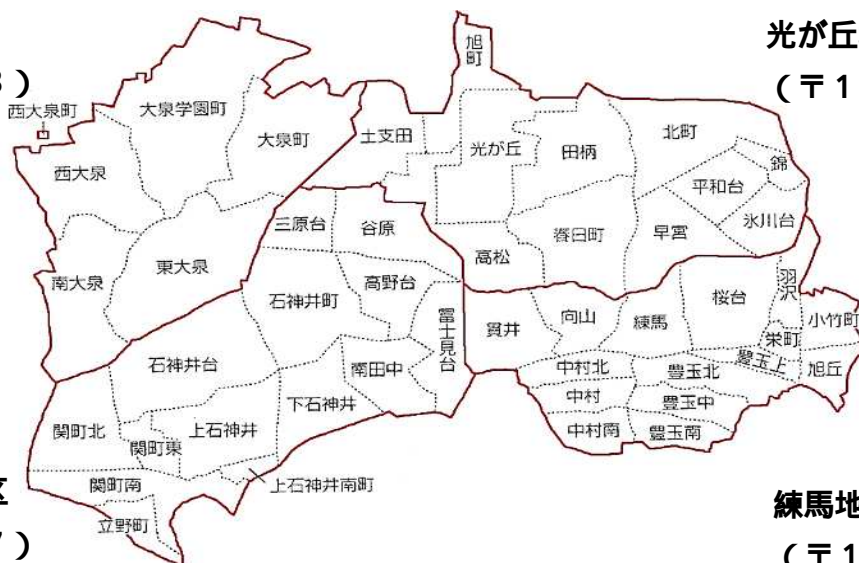 光が丘
（〒1
8）
西大泉町
大泉学園町
大泉町
西大泉
南大泉
東大泉
旭町
土支田
光が丘
田柄
北町
錦
平和台
氷川台
早宮
春日町
高松
三原台
谷原
高野台
石神井町
富士見台
南田中
石神井台
下石神井
上石神井
関町北
関町東
関町南
上石神井南町
立野町
貫井
向山
練馬
桜台
羽沢
小竹町
栄町
旭丘
豊玉上
中村北
豊玉北
中村
豊玉中
中村南
豊玉南
区
7）
練馬地
（〒1